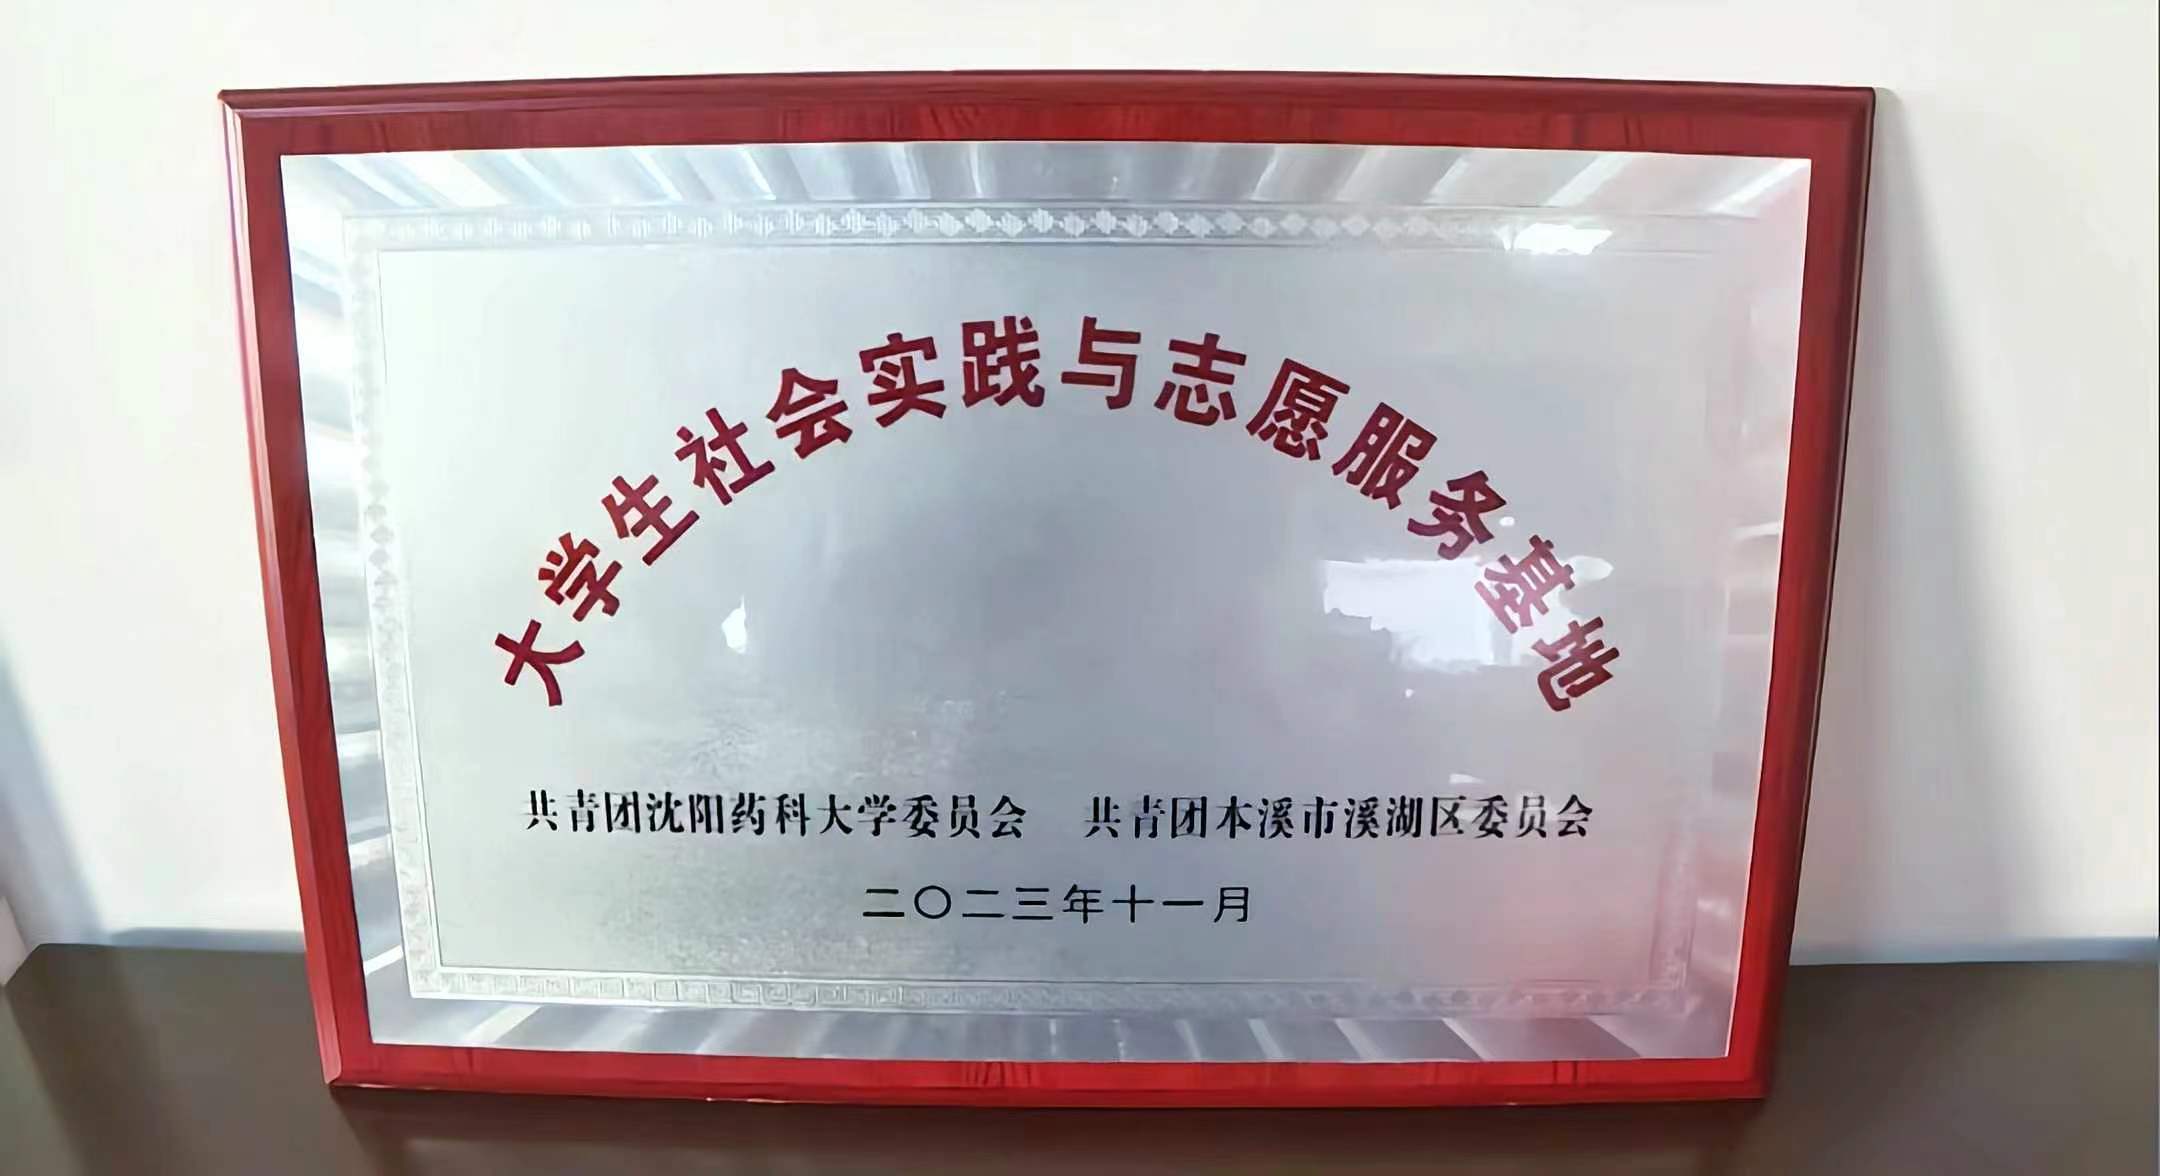 大学生社会实践与志愿服务基地
共青团沈阳药科大学委员会 共青团本溪市溪湖区委员会
二〇二三年十一月